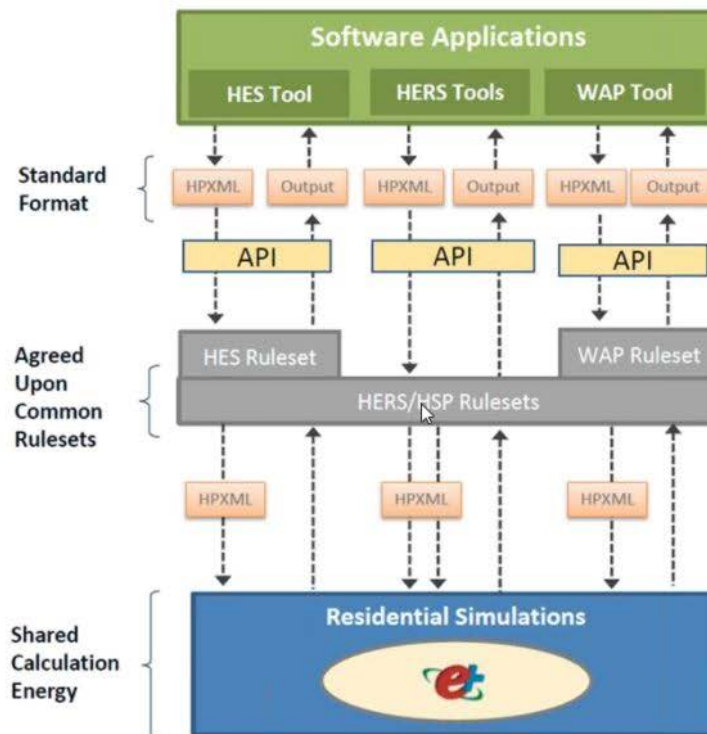 Software Applications
HES Tool
HERS Tools
WAP Tool
Standard
Format
HPXML
Output
HPXML
Output
HPXML
Output
API
API
API
Agreed
Upon
Common
Rulesets
HES Ruleset
WAP Ruleset
HERS/HSP Rulesets
HPXML
HPXML
HPXML
Shared
Calculation
Energy
Residential Simulations
e+